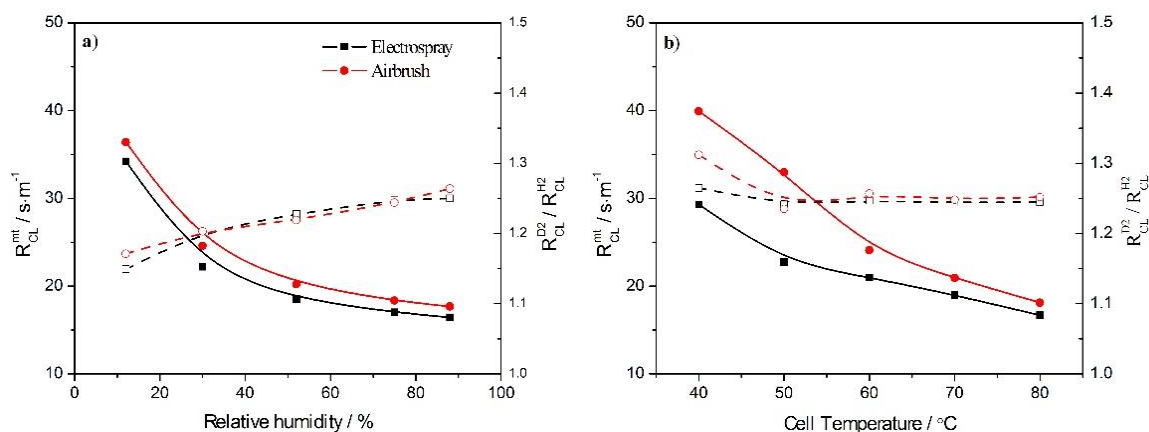 a)
Electrospray
Airbrush
50
40
30
20
10
R_CL^mt / s·m^-1
1.5
1.4
1.3
1.2
1.1
1.0
R_CL^D2 / R_CL^H2
0 20 40 60 80 100
Relative humidity / %
b)
50
40
30
20
10
R_CL^mt / s·m^-1
1.5
1.4
1.3
1.2
1.1
1.0
R_CL^D2 / R_CL^H2
40 50 60 70 80
Cell Temperature / °C